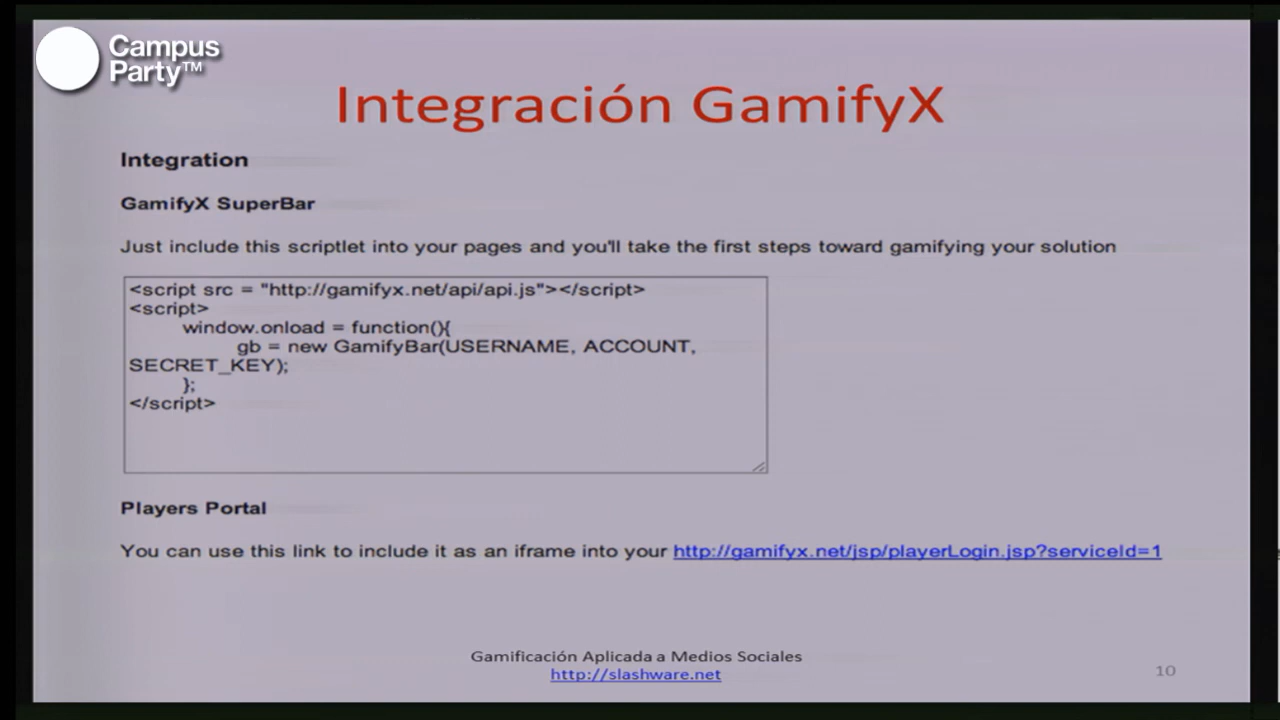 Campus
Party™
Integración GamifyX
Integration
GamifyX SuperBar
Just include this scriptlet into your pages and you'll take the first steps toward gamifying your solution
<script src = "http://gamifyx.net/api/api.js"></script>
<script>
window.onload = function(){
gb = new GamifyBar(USERNAME, ACCOUNT,
SECRET_KEY);
};
</script>
Players Portal
You can use this link to include it as an iframe into your http://gamifyx.net/jsp/playerLogin.jsp?serviceId=1
Gamificación Aplicada a Medios Sociales
http://slashware.net
10